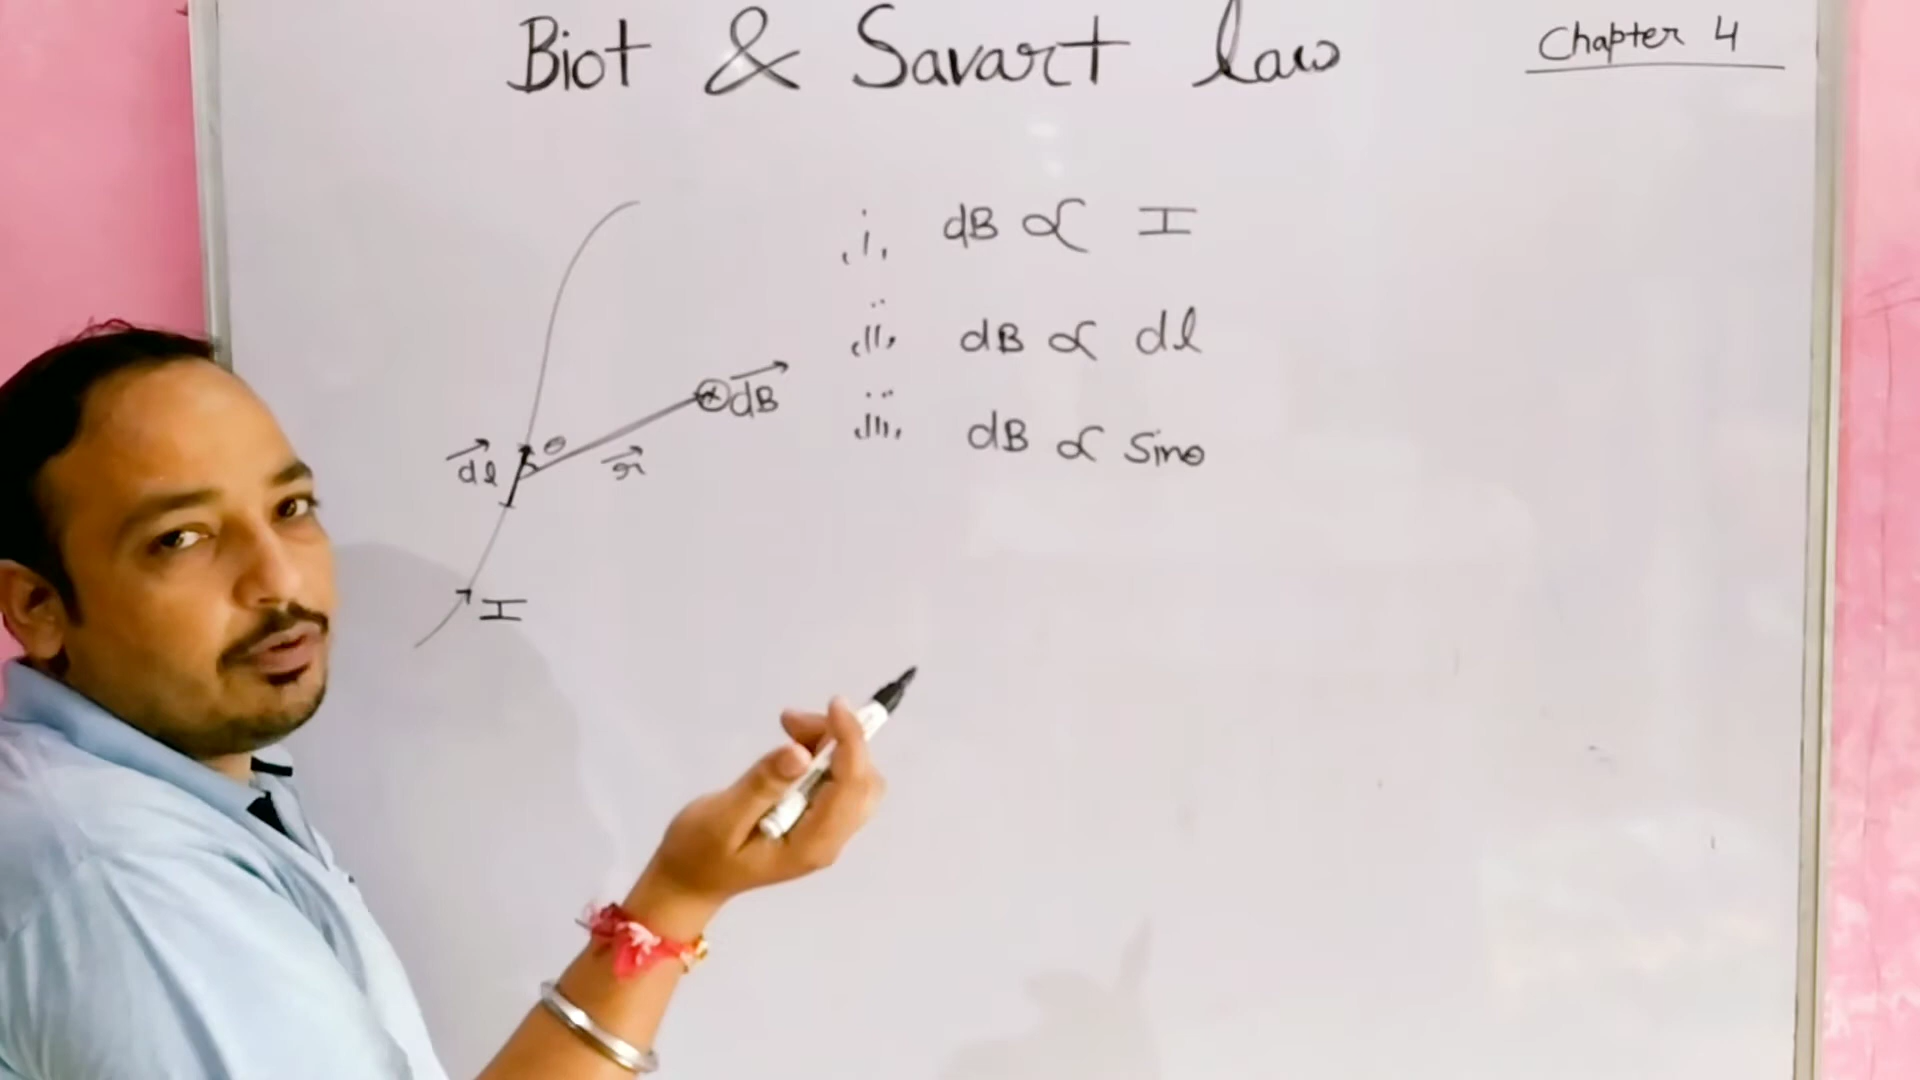 Biot & Savart law
Chapter 4
(i) dB ∝ I
(ii) dB ∝ dl
(iii) dB ∝ Sinθ
dB
θ
dl
r
I